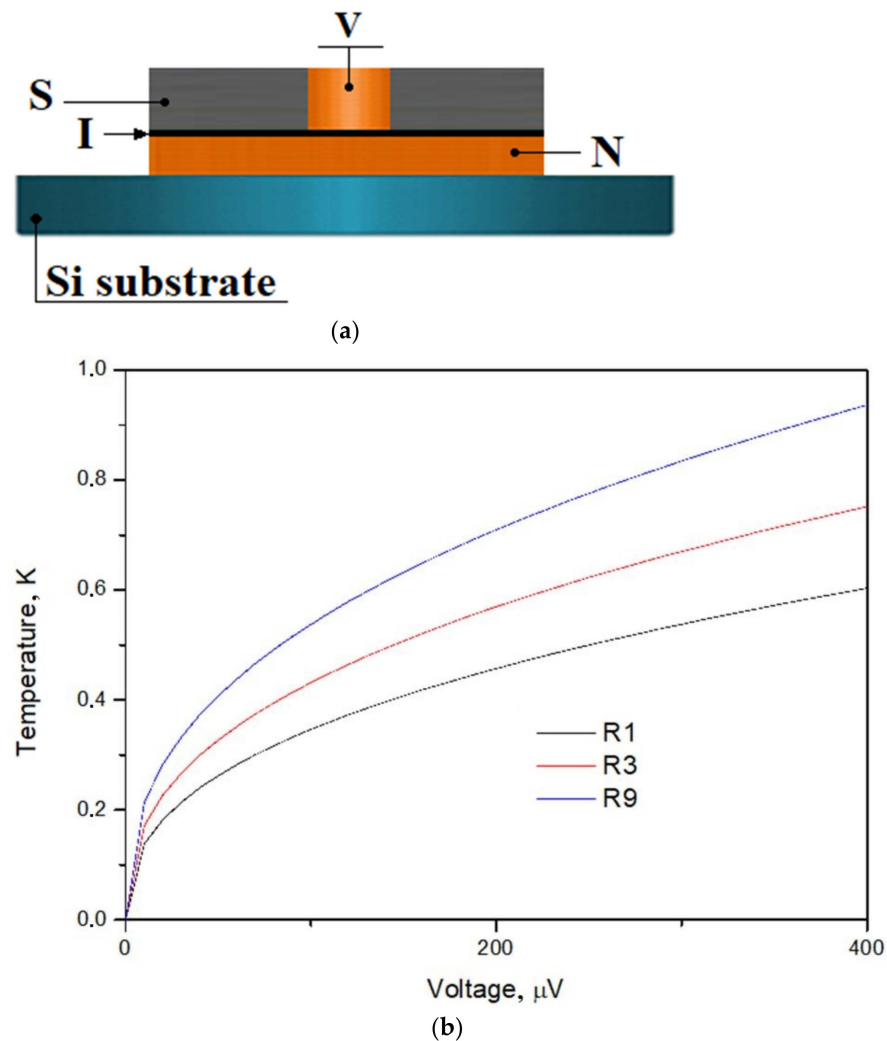 V
S
I
N
Si substrate
(a)
1.0
0.8
0.6
0.4
0.2
0.0
Temperature, K
R1
R3
R9
0 200 400
Voltage, μV
(b)